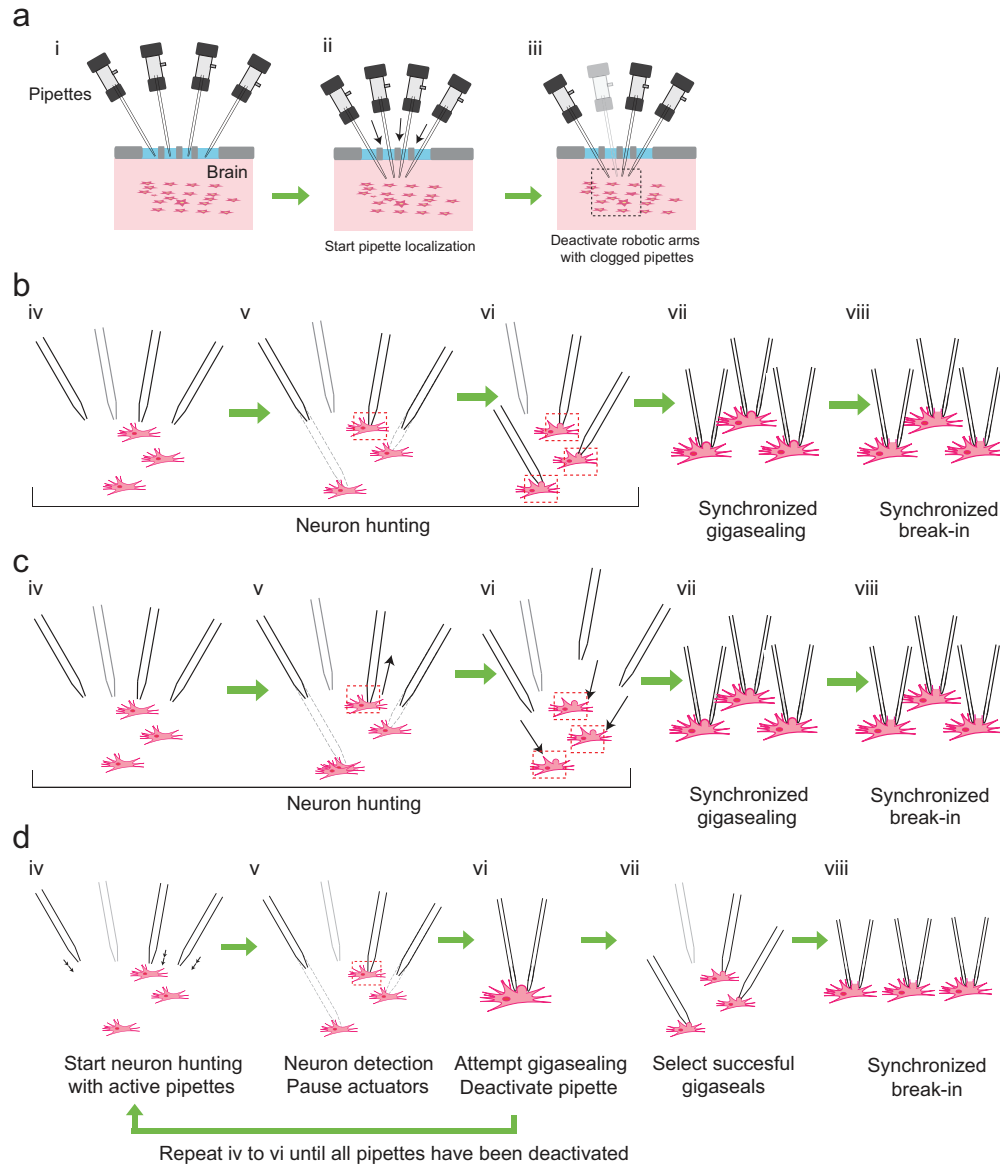 a
i
ii
iii
Pipettes
Brain
Start pipette localization
Deactivate robotic arms
with clogged pipettes
b
iv
v
vi
vii
viii
Neuron hunting
Synchronized
gigasealing
Synchronized
break-in
c
iv
v
vi
vii
viii
Neuron hunting
Synchronized
gigasealing
Synchronized
break-in
d
iv
v
vi
vii
viii
Start neuron hunting
with active pipettes
Neuron detection
Pause actuators
Attempt gigasealing
Deactivate pipette
Select succesful
gigaseals
Synchronized
break-in
Repeat iv to vi until all pipettes have been deactivated